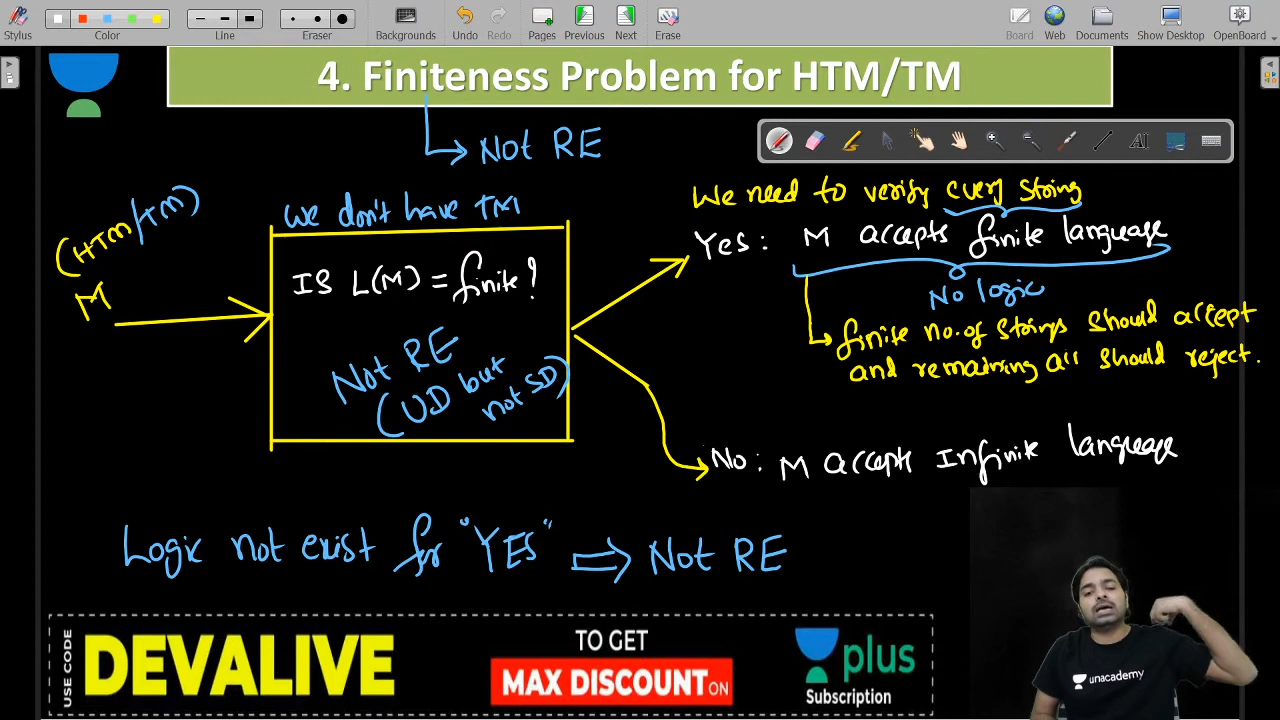 Stylus
Color
Line
Eraser
Backgrounds
Undo
Redo
Pages
Previous
Next
Erase
Board
Web
Documents
Show Desktop
OpenBoard
4. Finiteness Problem for HTM/TM
Not RE
(HTM/TM)
M
We don't have TM
IS L(M) = finite?
Not RE
(UD but
not SD)
We need to verify every string
Yes: M accepts finite language
No logic
finite no. of strings should accept
and remaining all should reject.
No: M accepts Infinite language
Logic not exist for "YES" ⇒ Not RE
USE CODE
DEVALIVE
TO GET
MAX DISCOUNT ON
plus
Subscription
unacademy